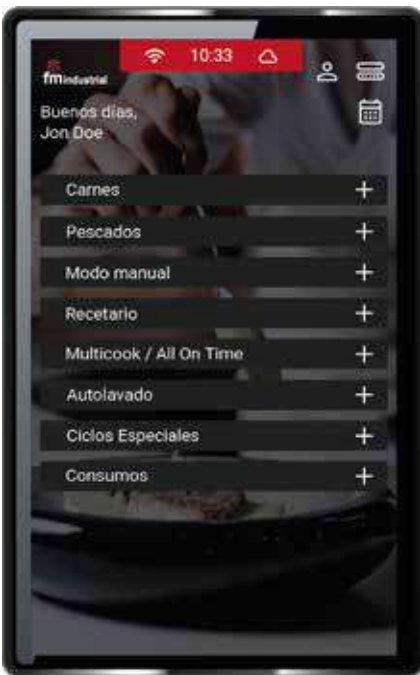 10:33
fm industrial
Buenos días,
Jon Doe
Carnes
Pescados
Modo manual
Recetario
Multicook / All On Time
Autolavado
Ciclos Especiales
Consumos